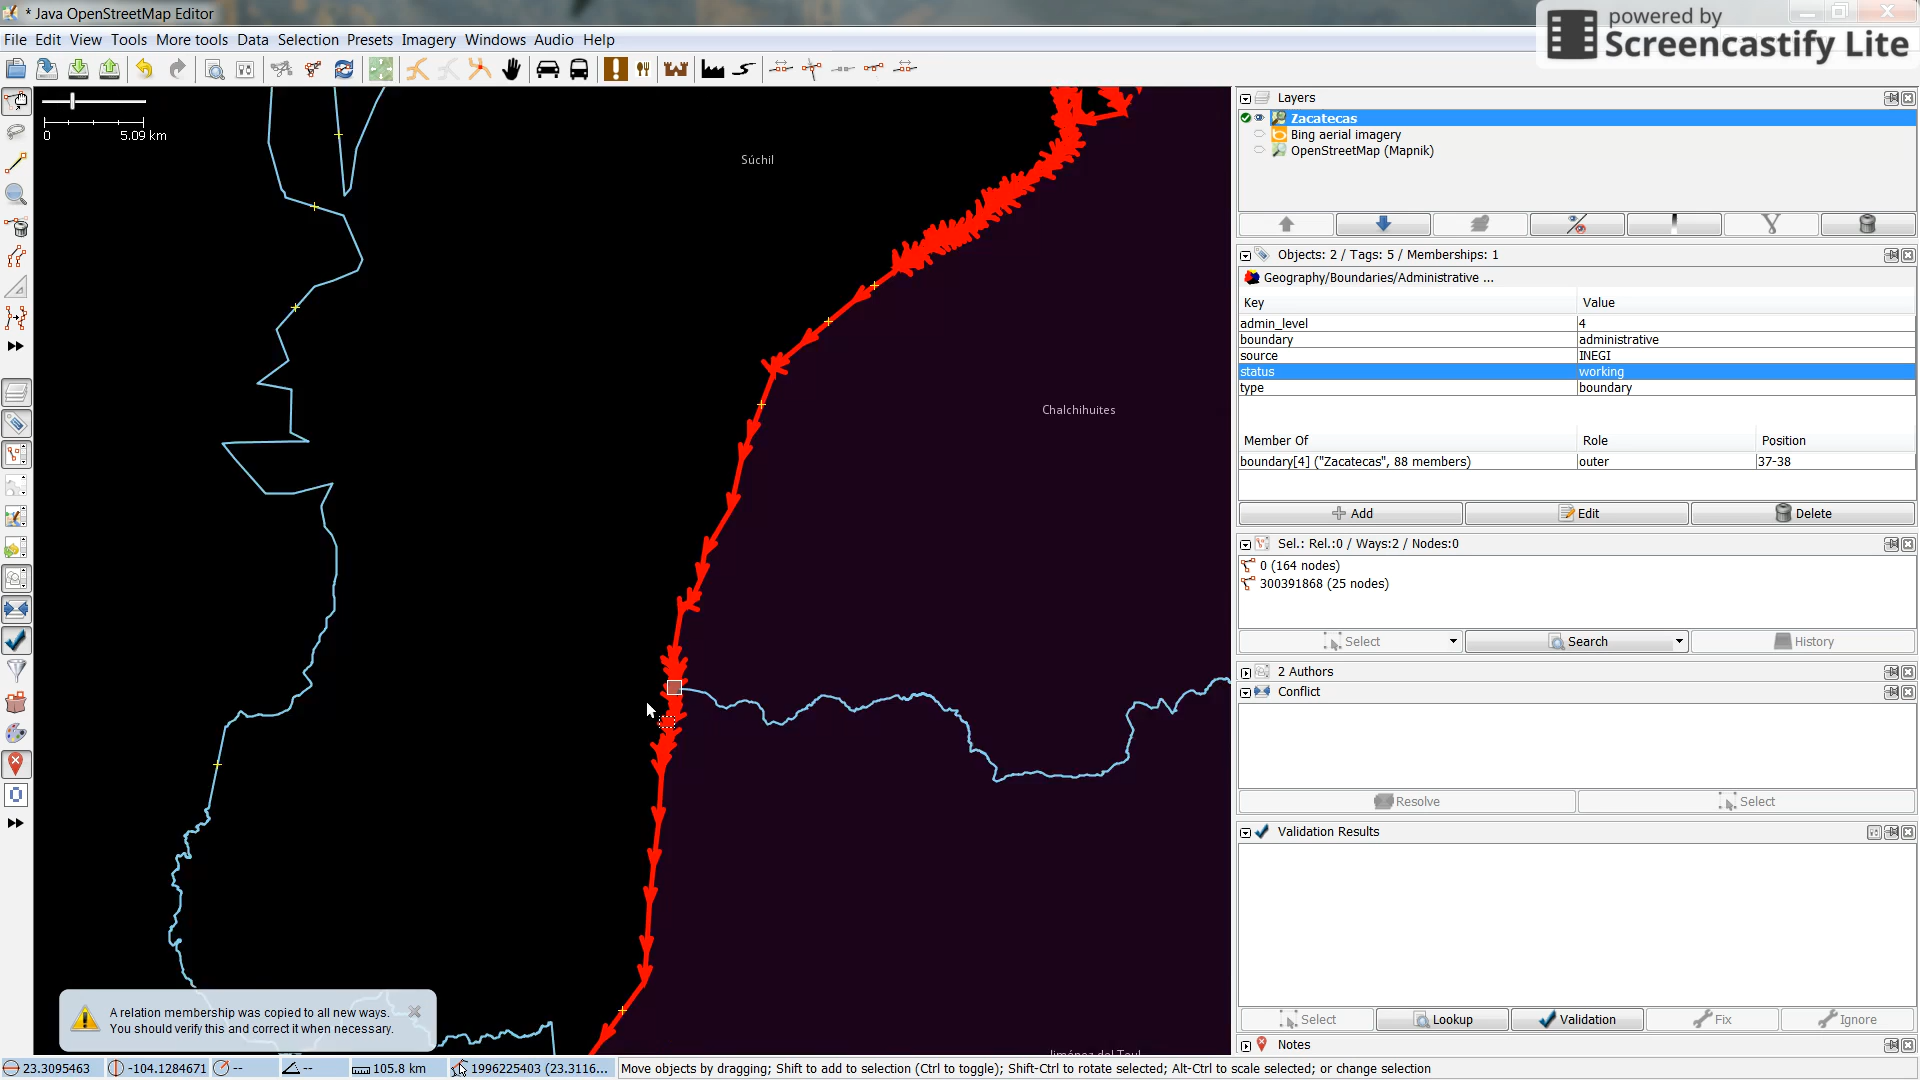 * Java OpenStreetMap Editor
powered by
Screencastify Lite
File Edit View Tools More tools Data Selection Presets Imagery Windows Audio Help
0 5.09 km
Súchil
Chalchihuites
Layers
Zacatecas
Bing aerial imagery
OpenStreetMap (Mapnik)
Objects: 2 / Tags: 5 / Memberships: 1
Geography/Boundaries/Administrative ...
Key Value
admin_level 4
boundary administrative
source INEGI
status working
type boundary
Member Of Role Position
boundary[4] ("Zacatecas", 88 members) outer 37-38
Add Edit Delete
Sel.: Rel.:0 / Ways:2 / Nodes:0
0 (164 nodes)
300391868 (25 nodes)
Select Search History
2 Authors
Conflict
Resolve Select
Validation Results
Select Lookup Validation Fix Ignore
Notes
A relation membership was copied to all new ways.
You should verify this and correct it when necessary.
23.3095463 -104.1284671 -- -- 105.8 km 1996225403 (23.3116... Move objects by dragging; Shift to add to selection (Ctrl to toggle); Shift-Ctrl to rotate selected; Alt-Ctrl to scale selected; or change selection